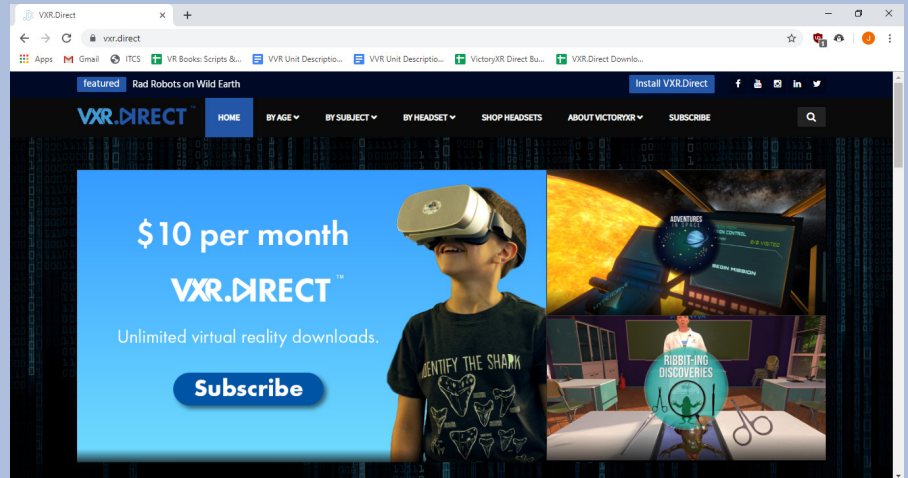 VXR.Direct
vxr.direct
Apps Gmail ITCS VR Books: Scripts &... VVR Unit Descriptio... VVR Unit Descriptio... VictoryXR Direct Bu... VXR.Direct Downlo...
featured Rad Robots on Wild Earth Install VXR.Direct
VXR.DIRECT™ HOME BY AGE BY SUBJECT BY HEADSET SHOP HEADSETS ABOUT VICTORYXR SUBSCRIBE
$10 per month
VXR.DIRECT™
Unlimited virtual reality downloads.
Subscribe
IDENTIFY THE SHARK
ADVENTURES
IN SPACE
BEGIN MISSION
RIBBIT-ING
DISCOVERIES